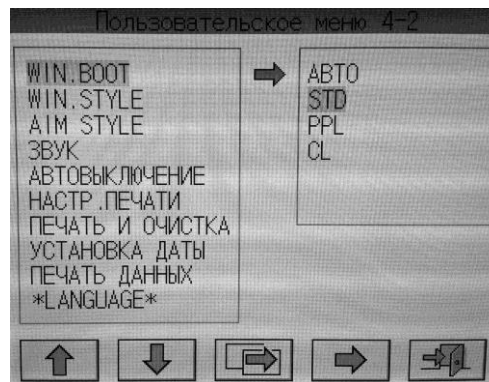 Пользовательское меню 4-2
WIN.BOOT
WIN.STYLE
AIM STYLE
ЗВУК
АВТОВЫКЛЮЧЕНИЕ
НАСТР.ПЕЧАТИ
ПЕЧАТЬ И ОЧИСТКА
УСТАНОВКА ДАТЫ
ПЕЧАТЬ ДАННЫХ
*LANGUAGE*
АВТО
STD
PPL
CL